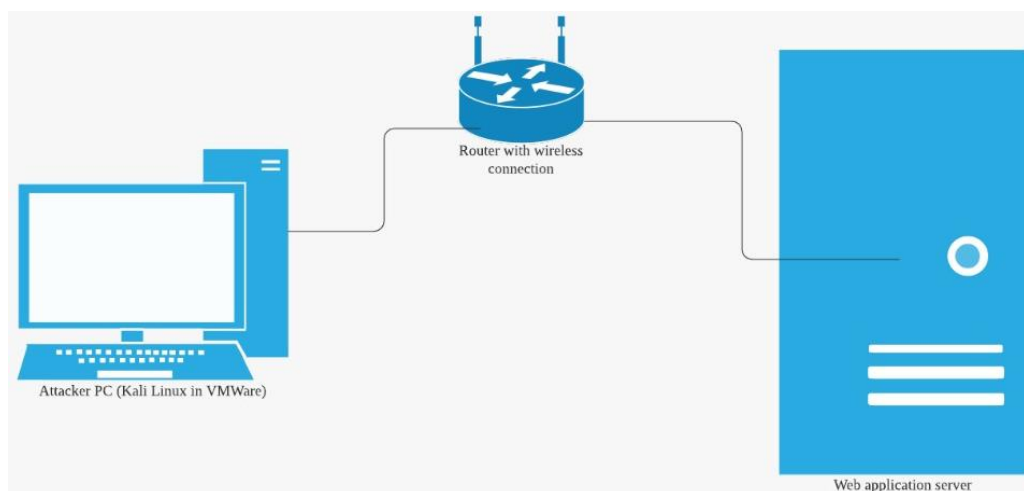 Router with wireless
connection
Attacker PC (Kali Linux in VMWare)
Web application server